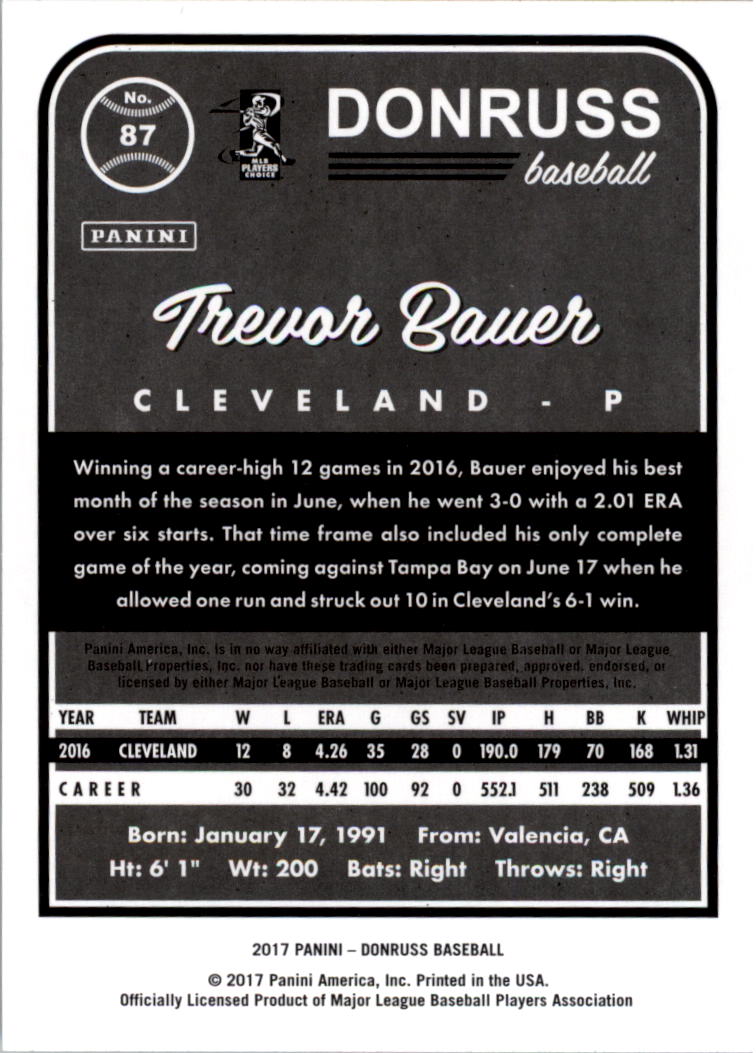 No.
87
MLB
PLAYERS
CHOICE
DONRUSS
baseball
PANINI
Trevor Bauer
CLEVELAND - P
Winning a career-high 12 games in 2016, Bauer enjoyed his best
month of the season in June, when he went 3-0 with a 2.01 ERA
over six starts. That time frame also included his only complete
game of the year, coming against Tampa Bay on June 17 when he
allowed one run and struck out 10 in Cleveland's 6-1 win.
Panini America, Inc. is in no way affiliated with either Major League Baseball or Major League
Baseball Properties, Inc. nor have these trading cards been prepared, approved, endorsed, or
licensed by either Major League Baseball or Major League Baseball Properties, Inc.
YEAR TEAM W L ERA G GS SV IP H BB K WHIP
2016 CLEVELAND 12 8 4.26 35 28 0 190.0 179 70 168 1.31
CAREER 30 32 4.42 100 92 0 552.1 511 238 509 1.36
Born: January 17, 1991 From: Valencia, CA
Ht: 6' 1" Wt: 200 Bats: Right Throws: Right
2017 PANINI – DONRUSS BASEBALL
© 2017 Panini America, Inc. Printed in the USA.
Officially Licensed Product of Major League Baseball Players Association